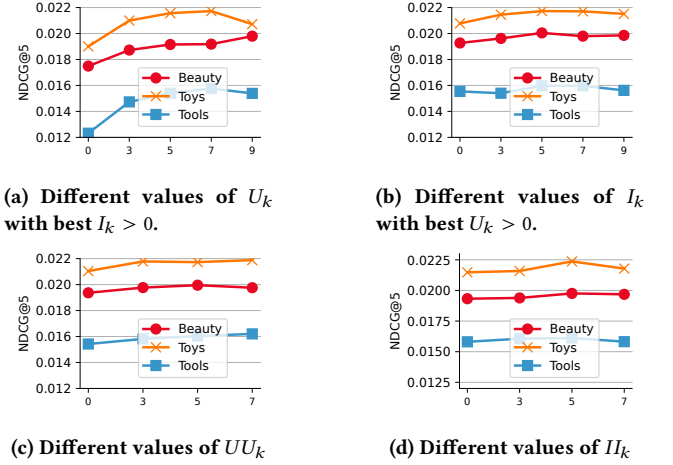 0.022
0.020
0.018
0.016
0.014
0.012
NDCG@5
Beauty
Toys
Tools
0 3 5 7 9
(a) Different values of U_k
with best I_k > 0.
0.022
0.020
0.018
0.016
0.014
0.012
NDCG@5
Beauty
Toys
Tools
0 3 5 7 9
(b) Different values of I_k
with best U_k > 0.
0.022
0.020
0.018
0.016
0.014
0.012
NDCG@5
Beauty
Toys
Tools
0 3 5 7
(c) Different values of UU_k
0.0225
0.0200
0.0175
0.0150
0.0125
NDCG@5
Beauty
Toys
Tools
0 3 5 7
(d) Different values of II_k